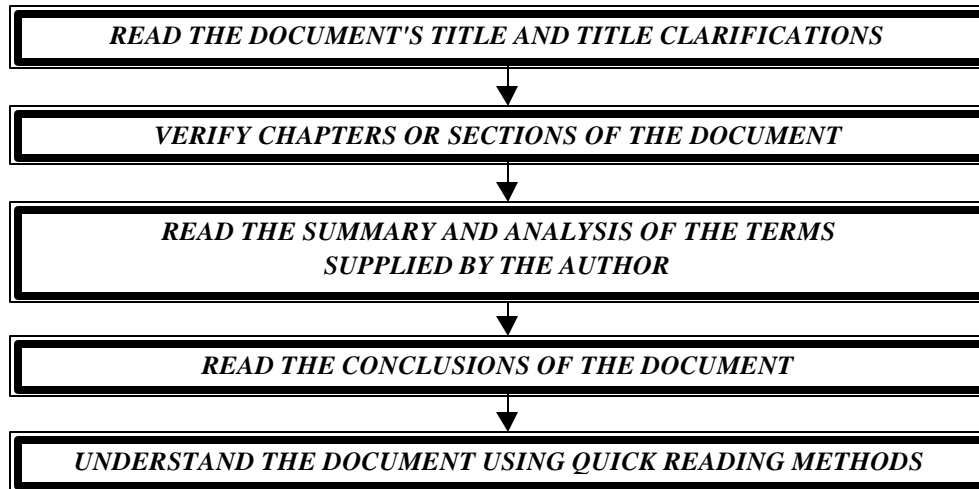 READ THE DOCUMENT'S TITLE AND TITLE CLARIFICATIONS
VERIFY CHAPTERS OR SECTIONS OF THE DOCUMENT
READ THE SUMMARY AND ANALYSIS OF THE TERMS
SUPPLIED BY THE AUTHOR
READ THE CONCLUSIONS OF THE DOCUMENT
UNDERSTAND THE DOCUMENT USING QUICK READING METHODS